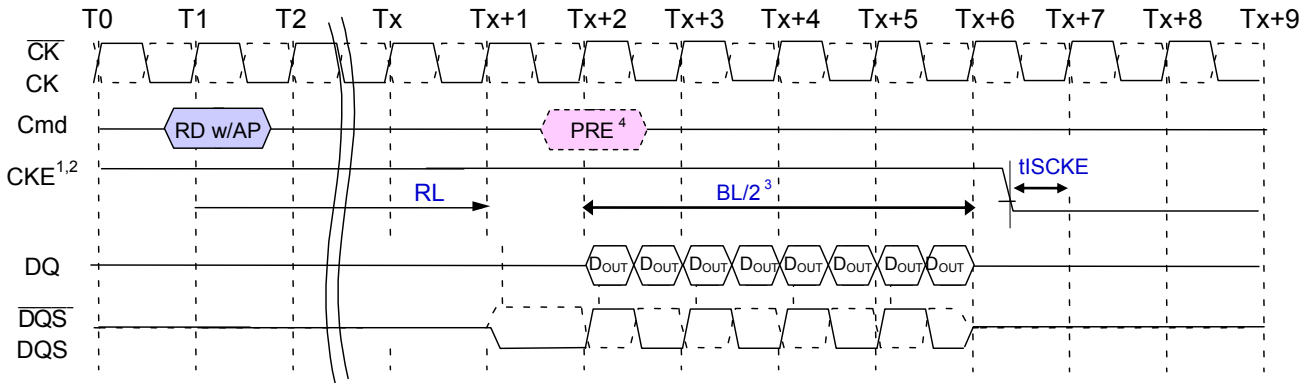 T0 T1 T2 Tx Tx+1 Tx+2 Tx+3 Tx+4 Tx+5 Tx+6 Tx+7 Tx+8 Tx+9
CK
CK
Cmd RD w/AP PRE 4
CKE1,2 tISCKE
RL BL/2 3
DQ DOUT DOUT DOUT DOUT DOUT DOUT DOUT DOUT
DQS
DQS